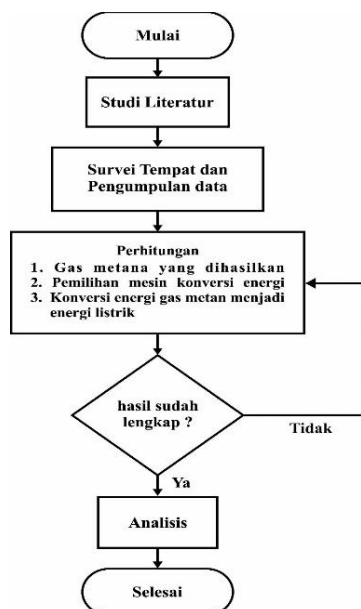 Mulai
Studi Literatur
Survei Tempat dan
Pengumpulan data
Perhitungan
1. Gas metana yang dihasilkan
2. Pemilihan mesin konversi energi
3. Konversi energi gas metan menjadi
energi listrik
hasil sudah
lengkap ?
Tidak
Ya
Analisis
Selesai